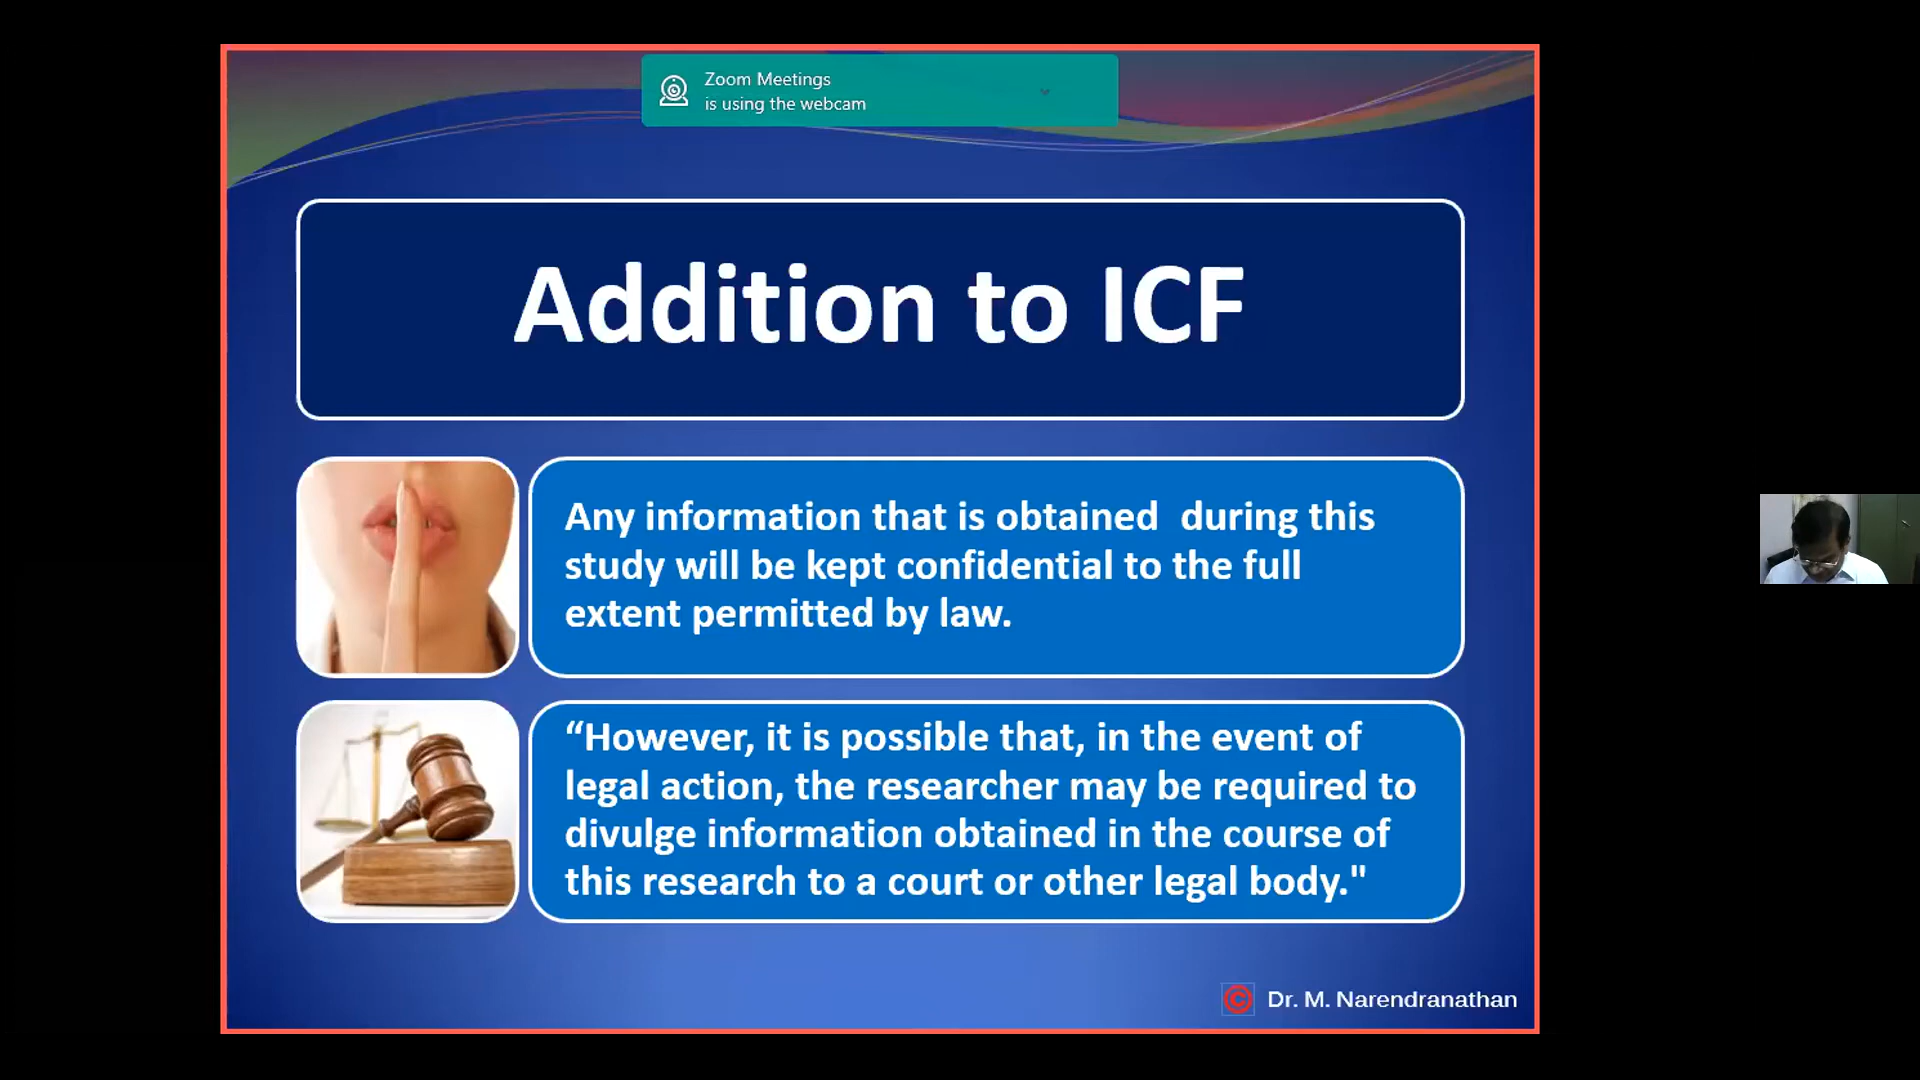 Zoom Meetings
is using the webcam
Addition to ICF
Any information that is obtained  during this
study will be kept confidential to the full
extent permitted by law.
“However, it is possible that, in the event of
legal action, the researcher may be required to
divulge information obtained in the course of
this research to a court or other legal body."
© Dr. M. Narendranathan